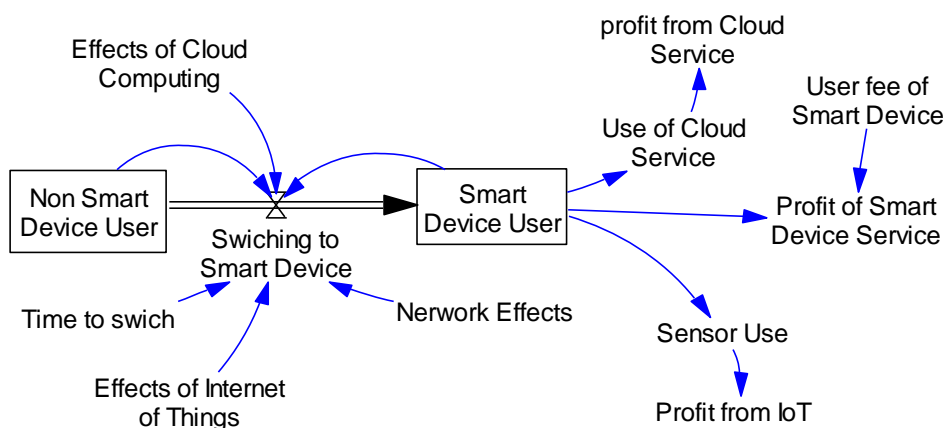 Effects of Cloud
Computing
profit from Cloud
Service
User fee of
Smart Device
Use of Cloud
Service
Non Smart
Device User
Smart
Device User
Profit of Smart
Device Service
Swiching to
Smart Device
Time to swich
Nerwork Effects
Sensor Use
Effects of Internet
of Things
Profit from IoT